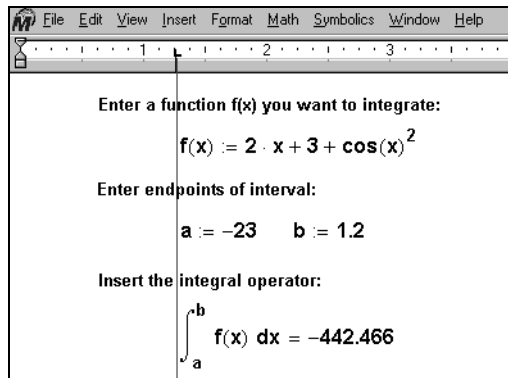 File Edit View Insert Format Math Symbolics Window Help
1 2 3
Enter a function f(x) you want to integrate:
f(x) := 2 · x + 3 + cos(x)²
Enter endpoints of interval:
a := −23 b := 1.2
Insert the integral operator:
∫ₐᵇ f(x) dx = −442.466